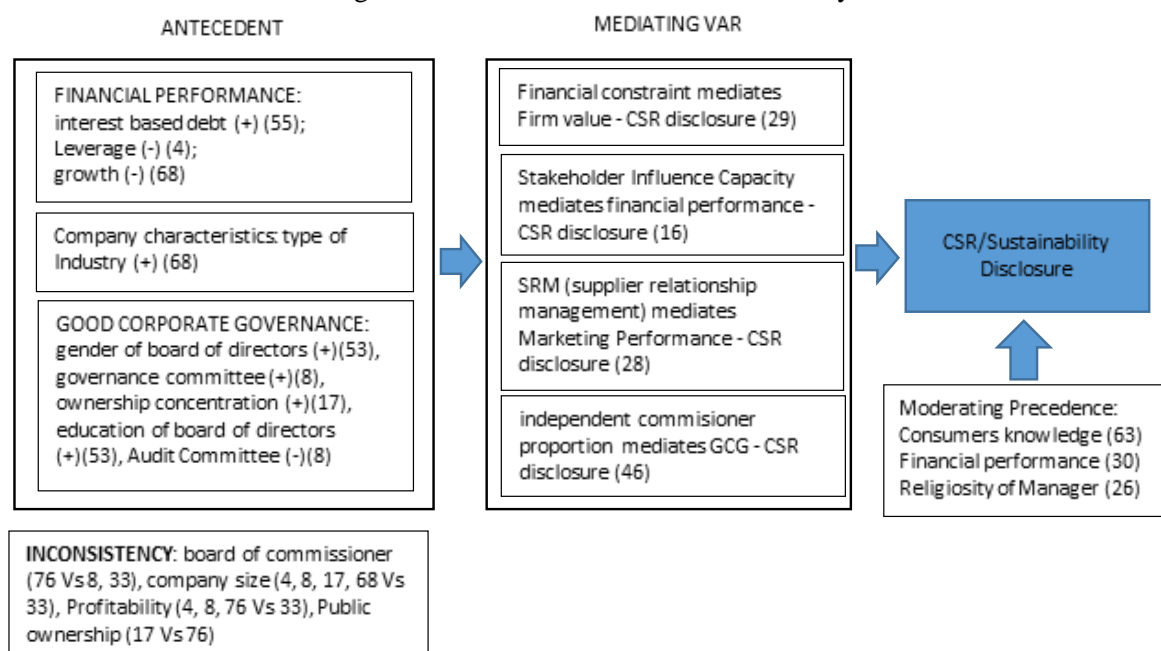 ANTECEDENT
FINANCIAL PERFORMANCE:
interest based debt (+) (55);
Leverage (-) (4);
growth (-) (68)
Company characteristics: type of
Industry (+) (68)
GOOD CORPORATE GOVERNANCE:
gender of board of directors (+)(53),
governance committee (+)(8),
ownership concentration (+)(17),
education of board of directors
(+)(53), Audit Committee (-)(8)
INCONSISTENCY: board of commissioner
(76 Vs 8, 33), company size (4, 8, 17, 68 Vs
33), Profitability (4, 8, 76 Vs 33), Public
ownership (17 Vs 76)
MEDIATING VAR
Financial constraint mediates
Firm value - CSR disclosure (29)
Stakeholder Influence Capacity
mediates financial performance -
CSR disclosure (16)
SRM (supplier relationship
management) mediates
Marketing Performance - CSR
disclosure (28)
independent commisioner
proportion mediates GCG - CSR
disclosure (46)
CSR/Sustainability
Disclosure
Moderating Precedence:
Consumers knowledge (63)
Financial performance (30)
Religiosity of Manager (26)